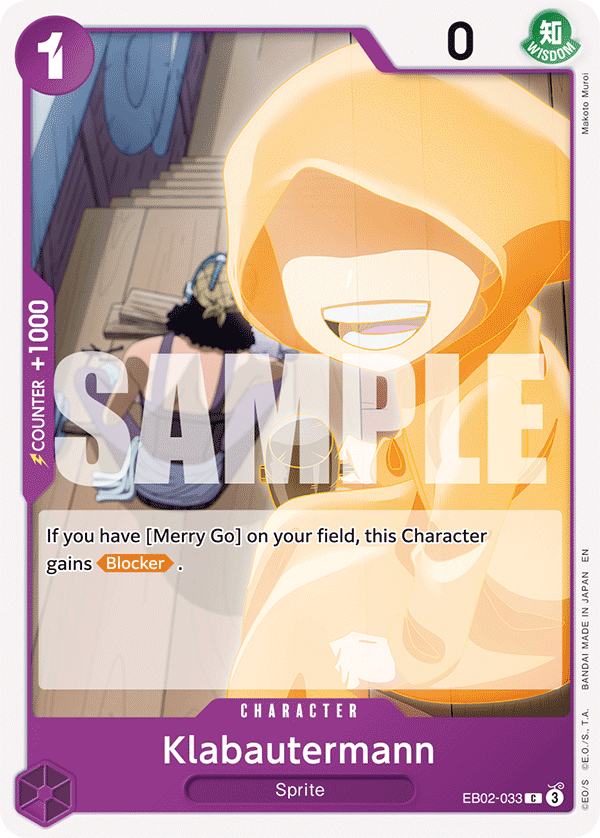 1
0
知
WISDOM
Makoto Muroi
COUNTER +1000
SAMPLE
If you have [Merry Go] on your field, this Character
gains Blocker .
BANDAI MADE IN JAPAN EN
©E.O./S., T.A.
©EO/S
CHARACTER
Klabautermann
Sprite
EB02-033 C 3